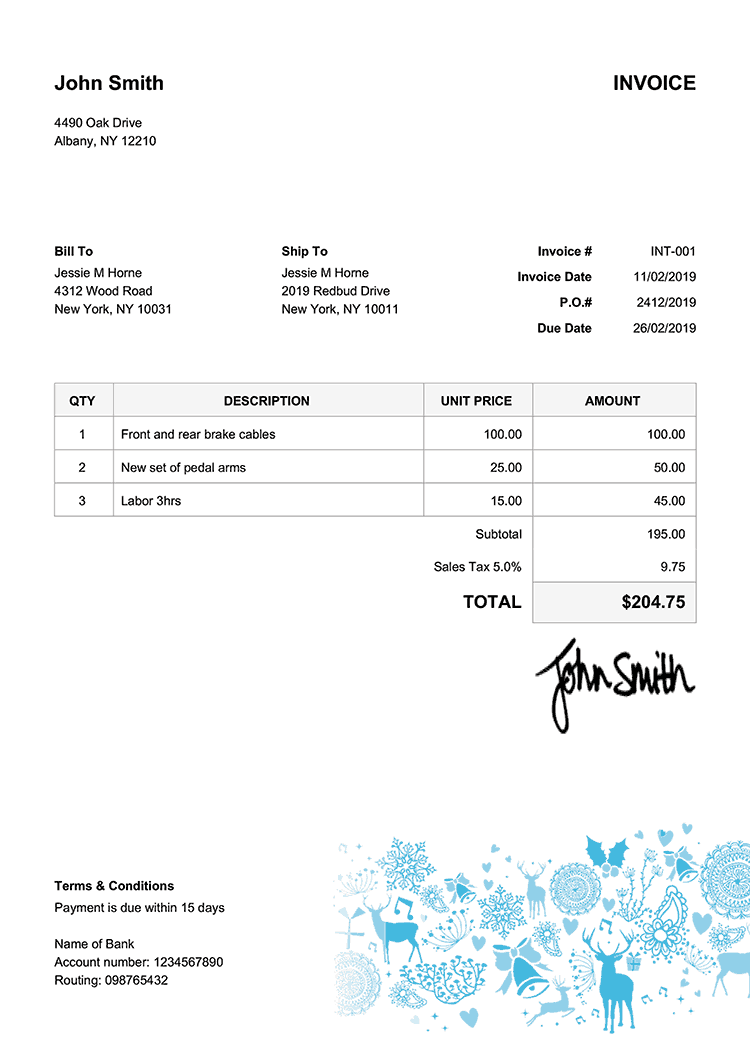 John Smith
INVOICE
4490 Oak Drive
Albany, NY 12210
Bill To
Jessie M Horne
4312 Wood Road
New York, NY 10031
Ship To
Jessie M Horne
2019 Redbud Drive
New York, NY 10011
Invoice # INT-001
Invoice Date 11/02/2019
P.O.# 2412/2019
Due Date 26/02/2019
QTY DESCRIPTION UNIT PRICE AMOUNT
1 Front and rear brake cables 100.00 100.00
2 New set of pedal arms 25.00 50.00
3 Labor 3hrs 15.00 45.00
Subtotal 195.00
Sales Tax 5.0% 9.75
TOTAL $204.75
John Smith
Terms & Conditions
Payment is due within 15 days
Name of Bank
Account number: 1234567890
Routing: 098765432